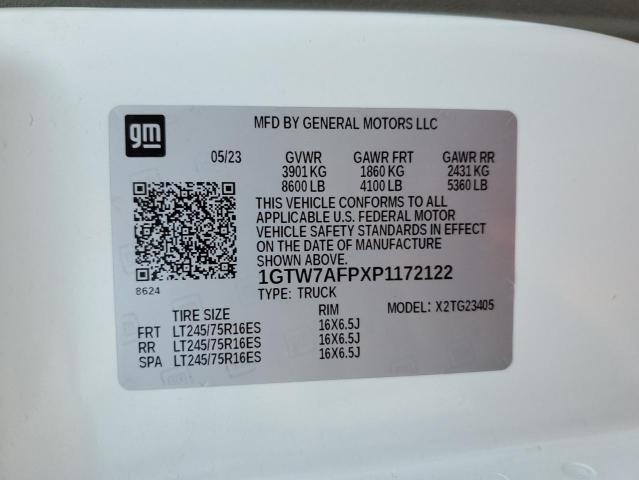 gm
MFD BY GENERAL MOTORS LLC
05/23 GVWR GAWR FRT GAWR RR
3901 KG 1860 KG 2431 KG
8600 LB 4100 LB 5360 LB
THIS VEHICLE CONFORMS TO ALL
APPLICABLE U.S. FEDERAL MOTOR
VEHICLE SAFETY STANDARDS IN EFFECT
ON THE DATE OF MANUFACTURE
SHOWN ABOVE.
1GTW7AFPXP1172122
8624
TYPE: TRUCK
MODEL: X2TG23405
TIRE SIZE RIM
FRT LT245/75R16ES 16X6.5J
RR LT245/75R16ES 16X6.5J
SPA LT245/75R16ES 16X6.5J